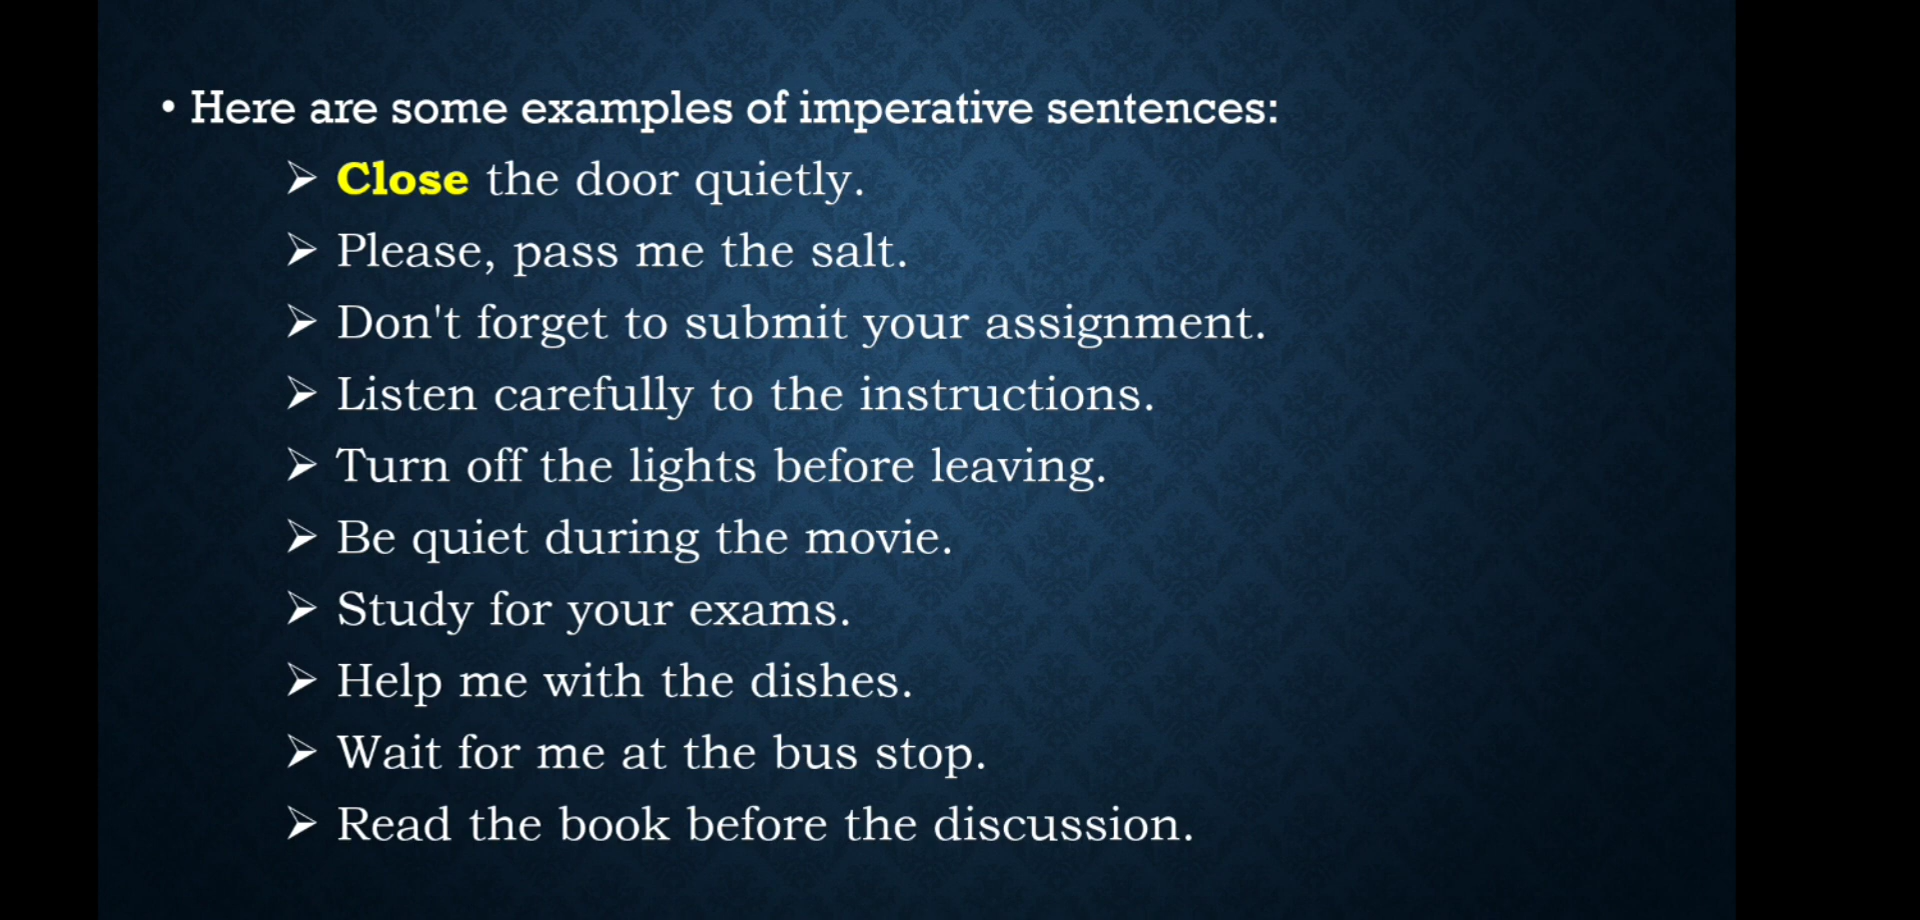 • Here are some examples of imperative sentences:
➢ Close the door quietly.
➢ Please, pass me the salt.
➢ Don't forget to submit your assignment.
➢ Listen carefully to the instructions.
➢ Turn off the lights before leaving.
➢ Be quiet during the movie.
➢ Study for your exams.
➢ Help me with the dishes.
➢ Wait for me at the bus stop.
➢ Read the book before the discussion.